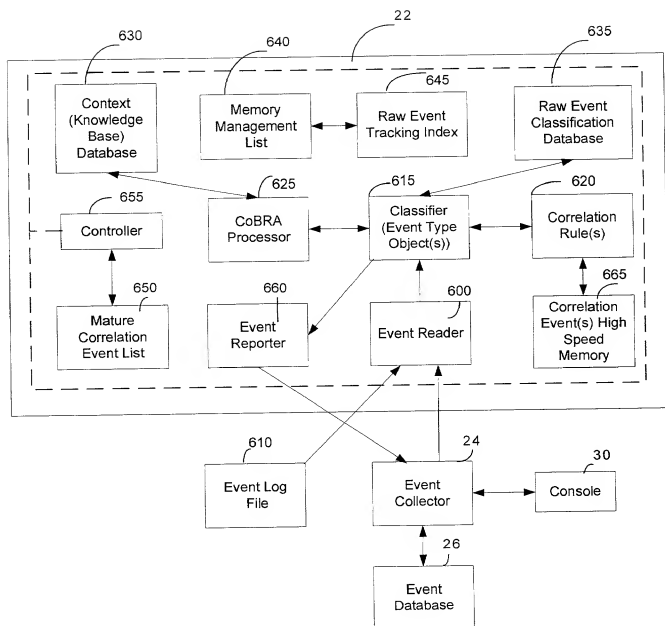 22
630
640
645
635
Context
(Knowledge
Base)
Database
Memory
Management
List
Raw Event
Tracking Index
Raw Event
Classification
Database
655
625
615
620
Controller
CoBRA
Processor
Classifier
(Event Type
Object(s))
Correlation
Rule(s)
650
660
600
665
Mature
Correlation
Event List
Event
Reporter
Event Reader
Correlation
Event(s) High
Speed
Memory
610
24
30
Event Log
File
Event
Collector
Console
26
Event
Database